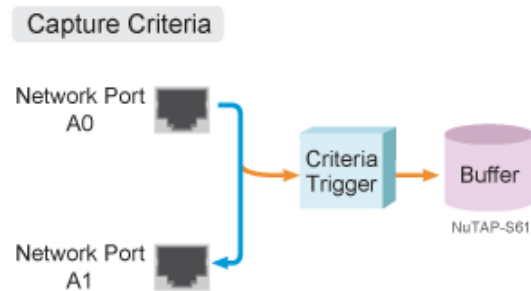 Capture Criteria
Network Port
A0
Criteria
Trigger
Buffer
NuTAP-S61
Network Port
A1